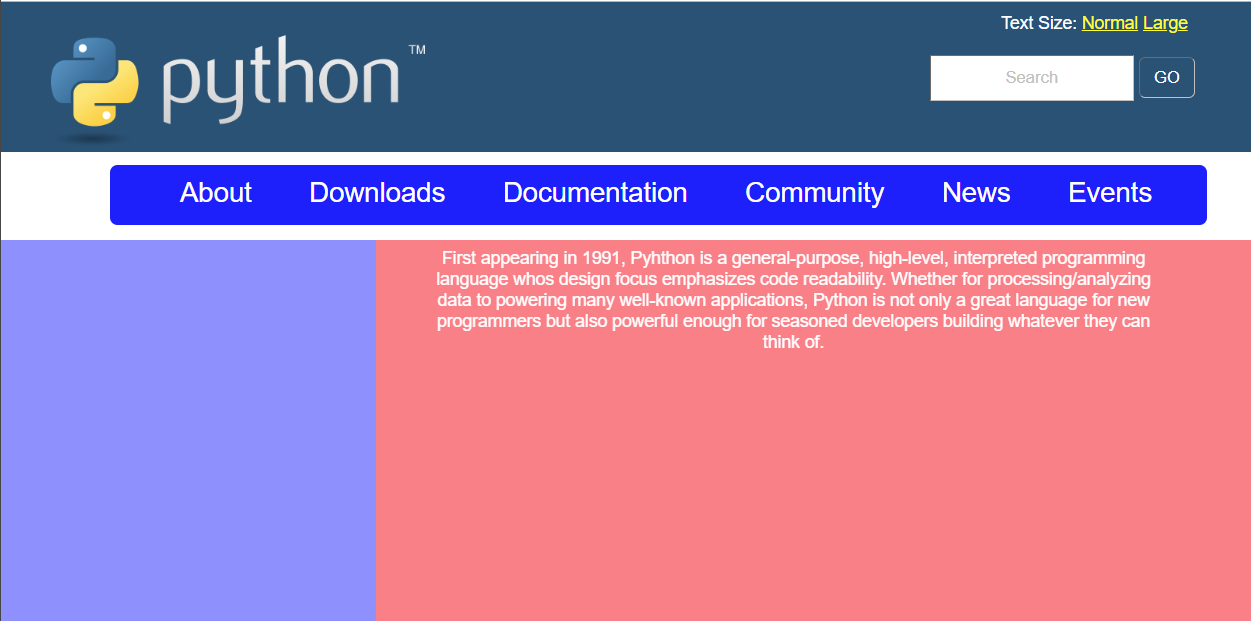 Text Size: Normal Large
python™
Search
GO
About Downloads Documentation Community News Events
First appearing in 1991, Pyhthon is a general-purpose, high-level, interpreted programming
language whos design focus emphasizes code readability. Whether for processing/analyzing
data to powering many well-known applications, Python is not only a great language for new
programmers but also powerful enough for seasoned developers building whatever they can
think of.